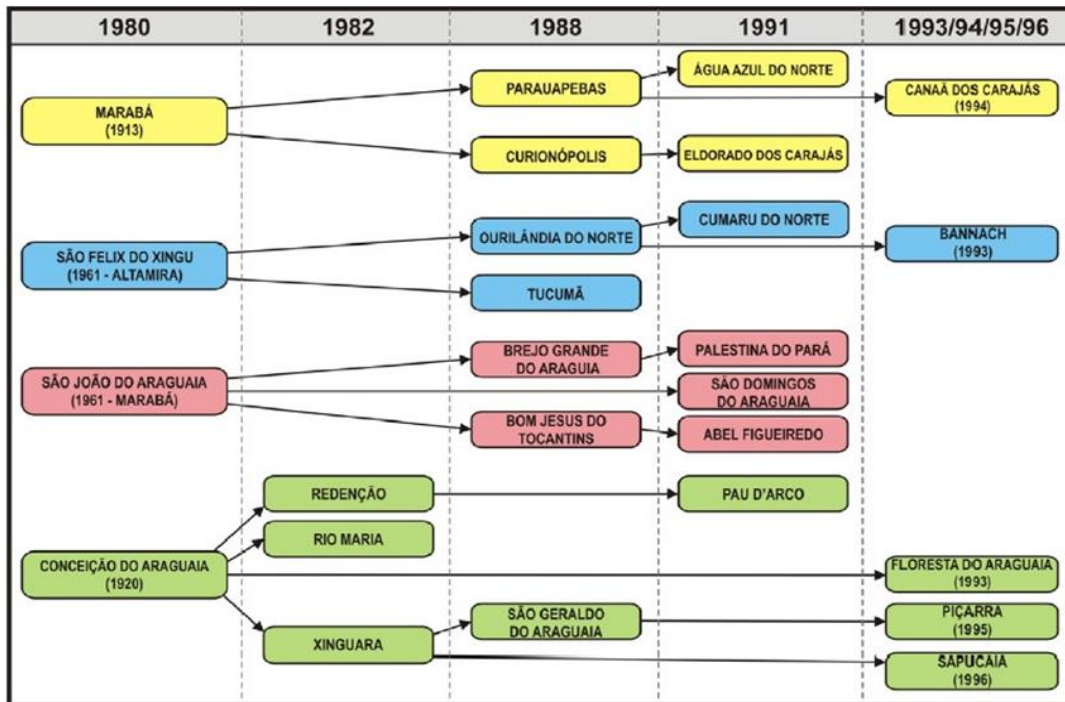 1980 1982 1988 1991 1993/94/95/96
MARABÁ
(1913)
PARAUAPEBAS
ÁGUA AZUL DO NORTE
CANAÃ DOS CARAJÁS
(1994)
CURIONÓPOLIS
ELDORADO DOS CARAJÁS
SÃO FELIX DO XINGU
(1961 - ALTAMIRA)
OURILÂNDIA DO NORTE
CUMARU DO NORTE
BANNACH
(1993)
TUCUMÃ
SÃO JOÃO DO ARAGUAIA
(1961 - MARABÁ)
BREJO GRANDE
DO ARAGUIA
PALESTINA DO PARÁ
SÃO DOMINGOS
DO ARAGUAIA
BOM JESUS DO
TOCANTINS
ABEL FIGUEIREDO
CONCEIÇÃO DO ARAGUAIA
(1920)
REDENÇÃO
PAU D'ARCO
RIO MARIA
FLORESTA DO ARAGUAIA
(1993)
XINGUARA
SÃO GERALDO
DO ARAGUAIA
PIÇARRA
(1995)
SAPUCAIA
(1996)